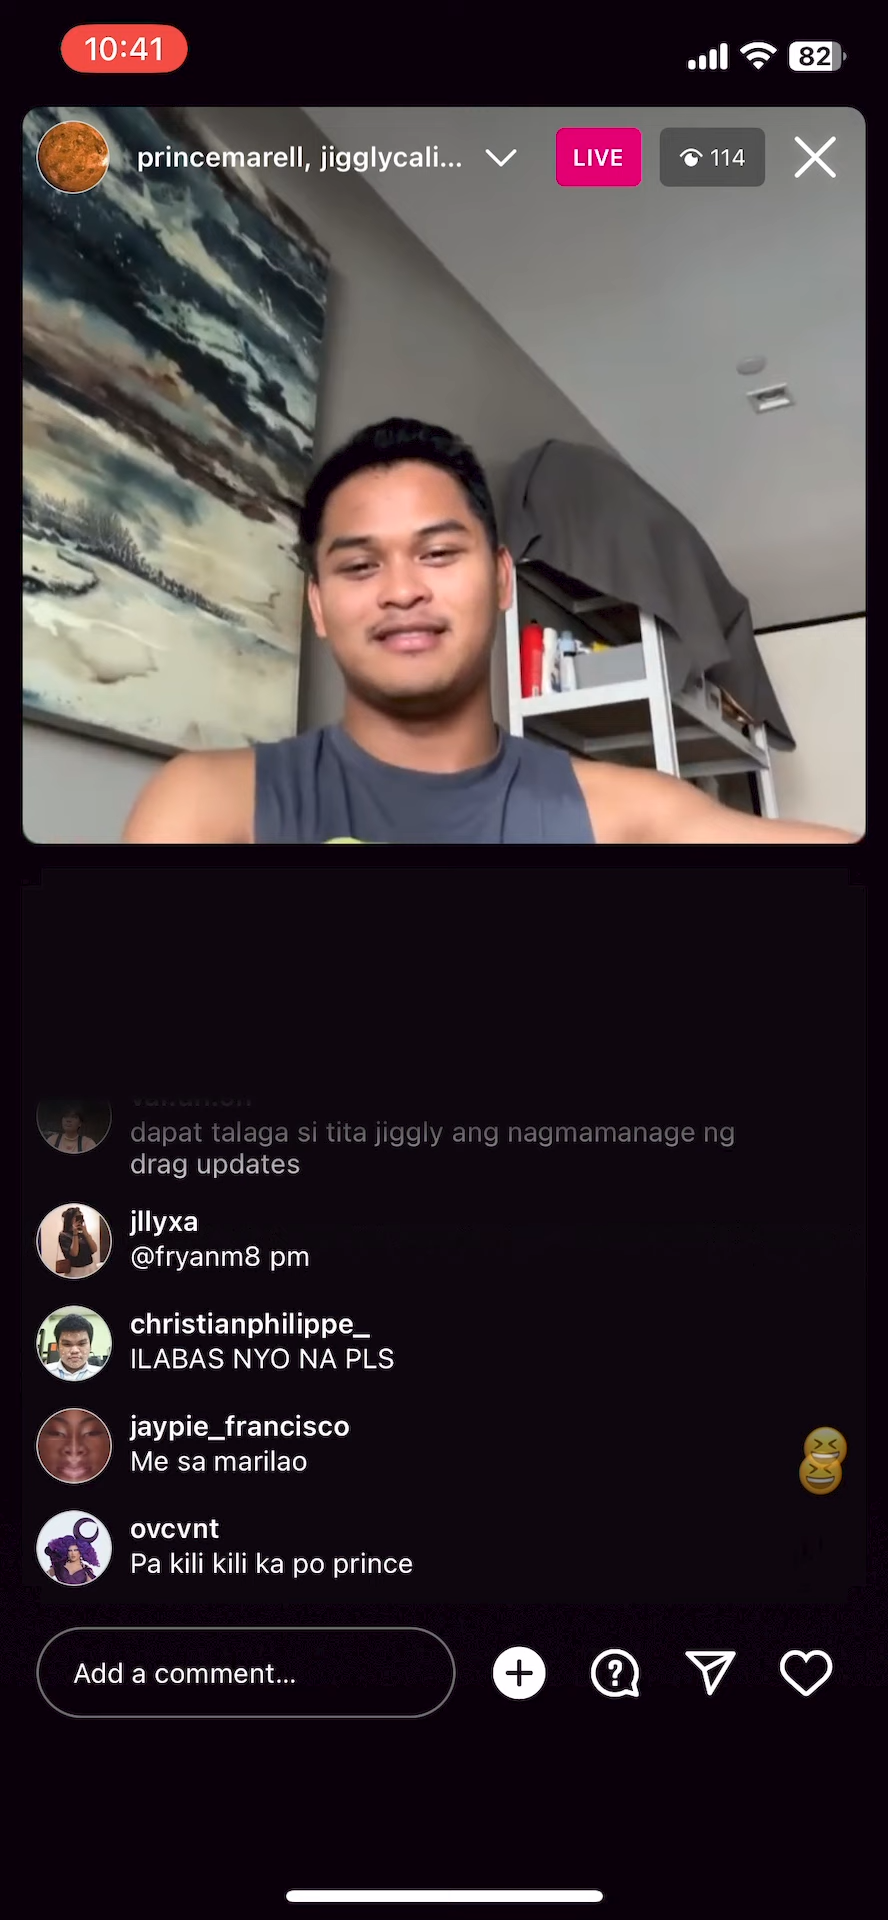 10:41
82
princemarell, jigglycali...
LIVE
114
dapat talaga si tita jiggly ang nagmamanage ng
drag updates
jllyxa
@fryanm8 pm
christianphilippe_
ILABAS NYO NA PLS
jaypie_francisco
Me sa marilao
ovcvnt
Pa kili kili ka po prince
Add a comment...